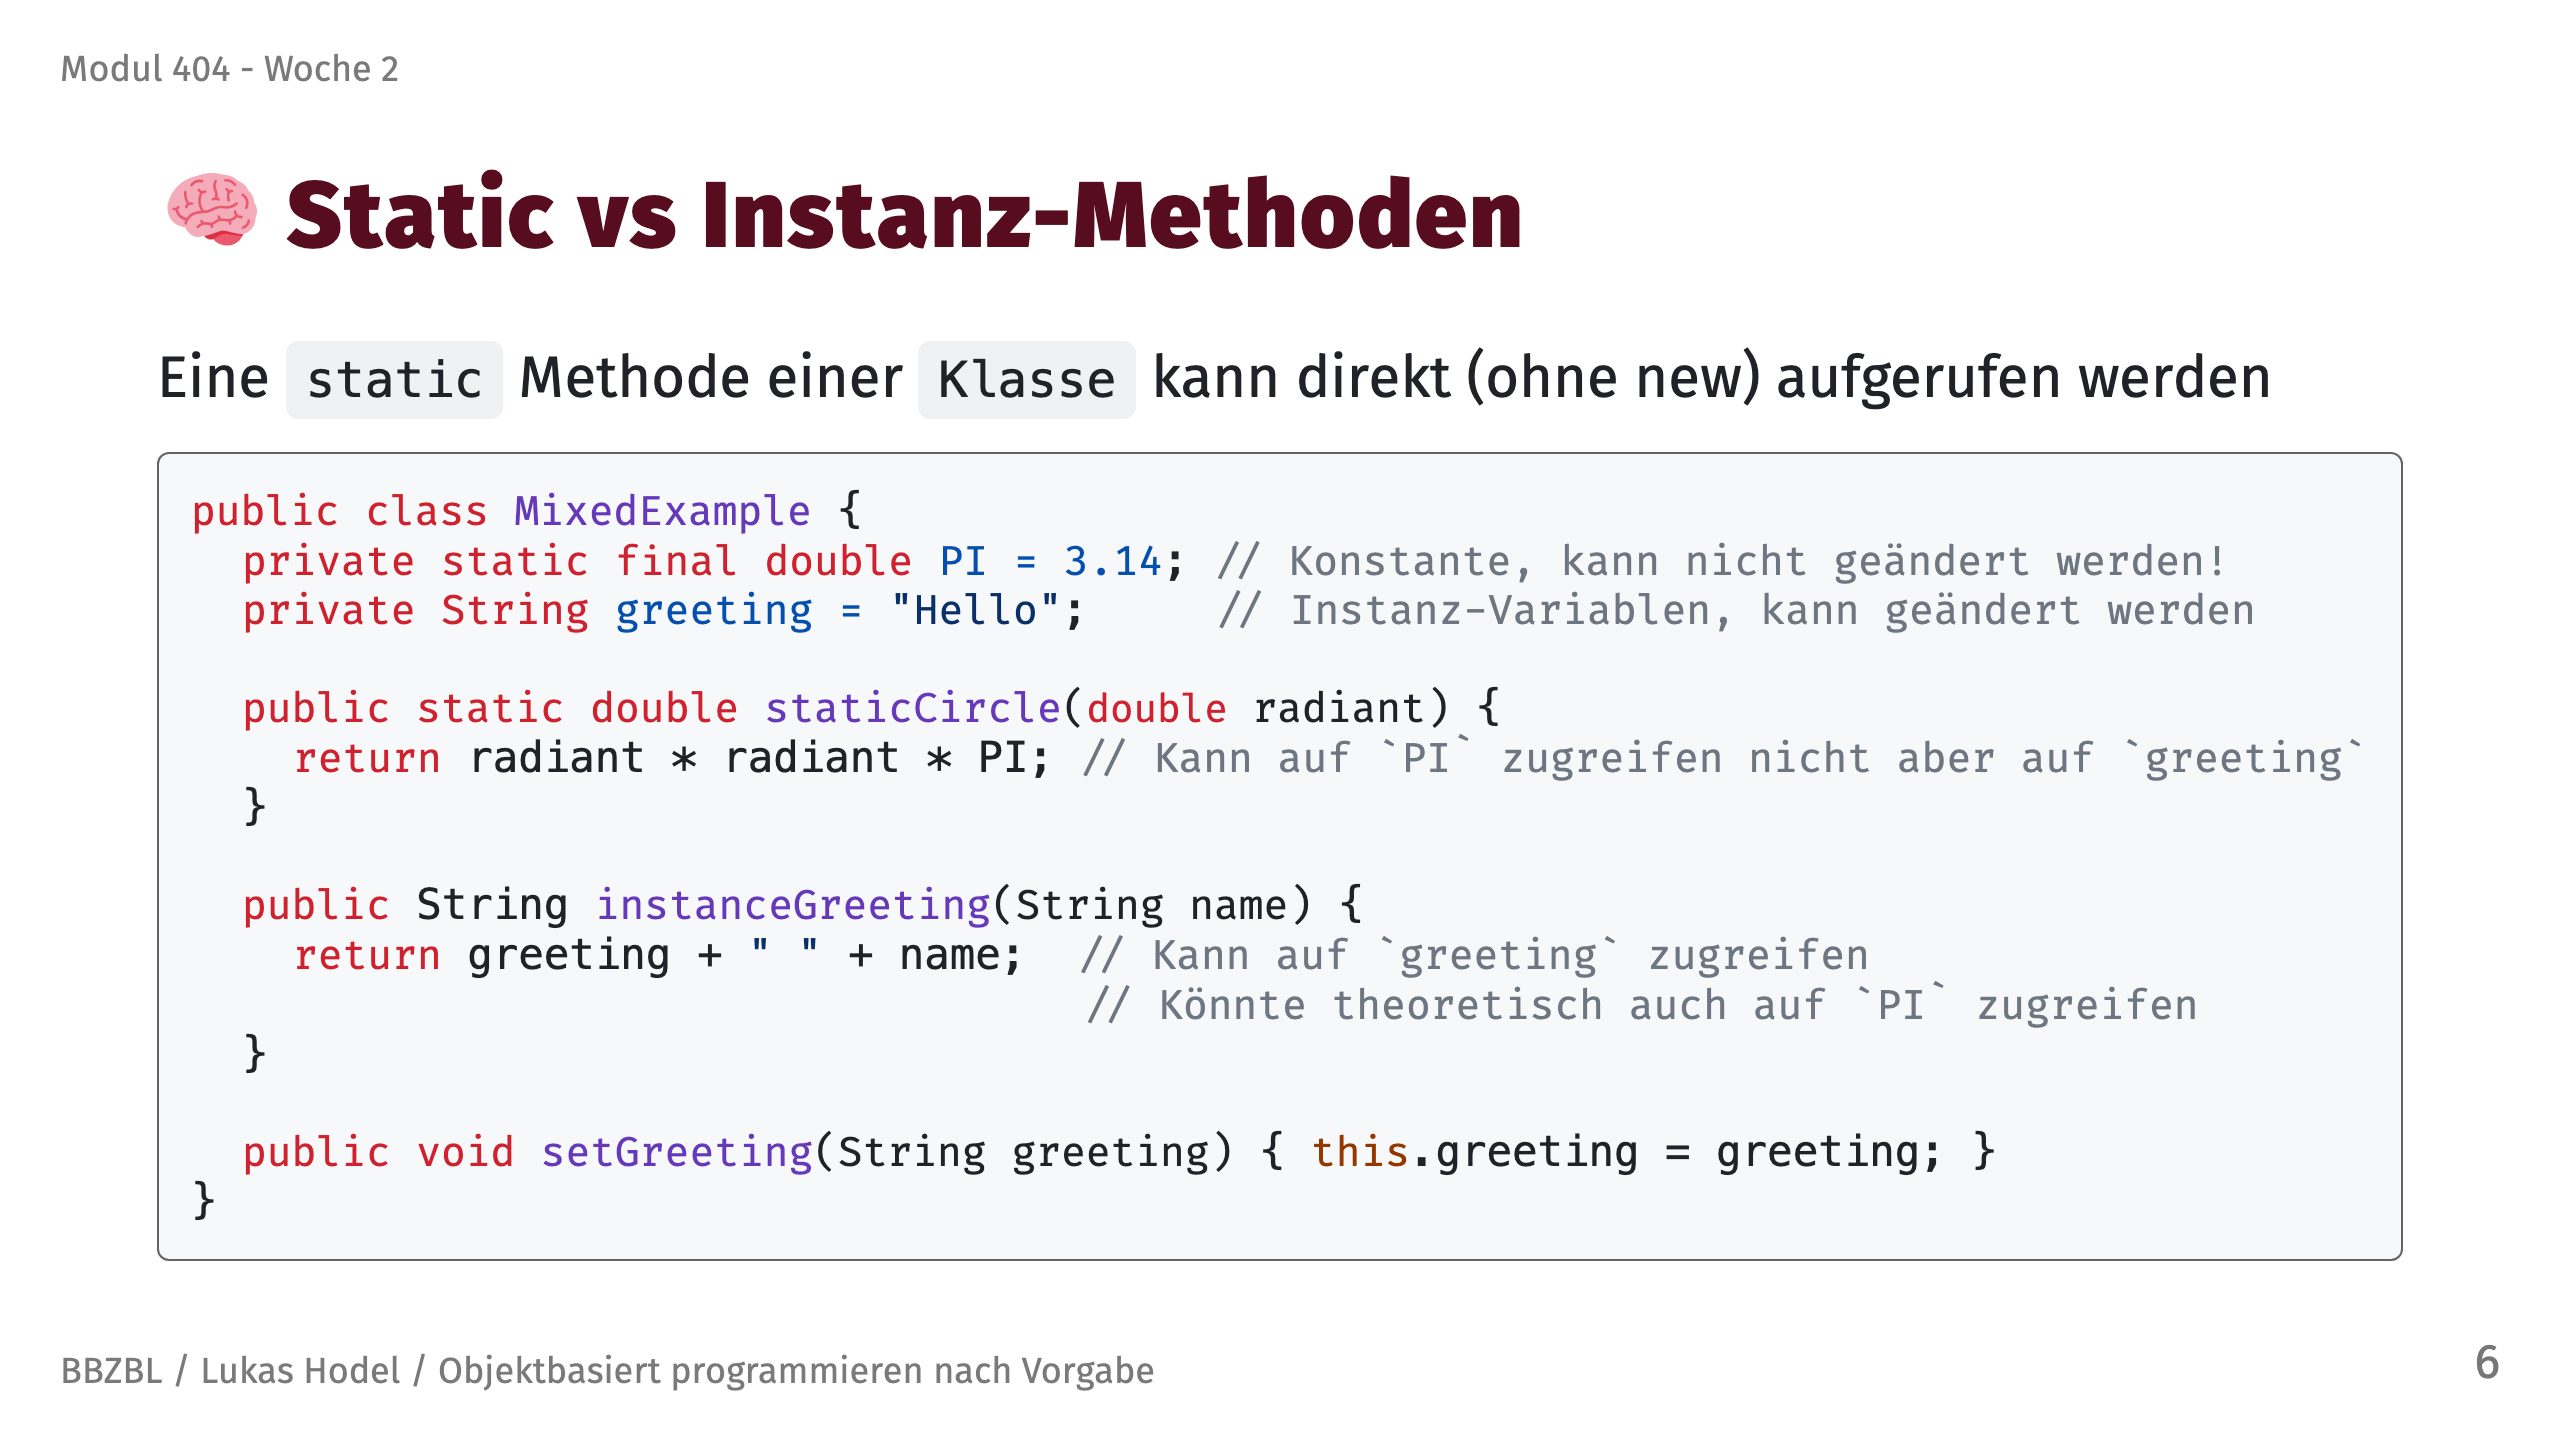 Modul 404 - Woche 2
🧠 Static vs Instanz-Methoden
Eine static Methode einer Klasse kann direkt (ohne new) aufgerufen werden
public class MixedExample {
  private static final double PI = 3.14; // Konstante, kann nicht geändert werden!
  private String greeting = "Hello";     // Instanz-Variablen, kann geändert werden
  public static double staticCircle(double radiant) {
    return radiant * radiant * PI; // Kann auf `PI` zugreifen nicht aber auf `greeting`
  }
  public String instanceGreeting(String name) {
    return greeting + " " + name;  // Kann auf `greeting` zugreifen
                                   // Könnte theoretisch auch auf `PI` zugreifen
  }
  public void setGreeting(String greeting) { this.greeting = greeting; }
}
BBZBL / Lukas Hodel / Objektbasiert programmieren nach Vorgabe
6